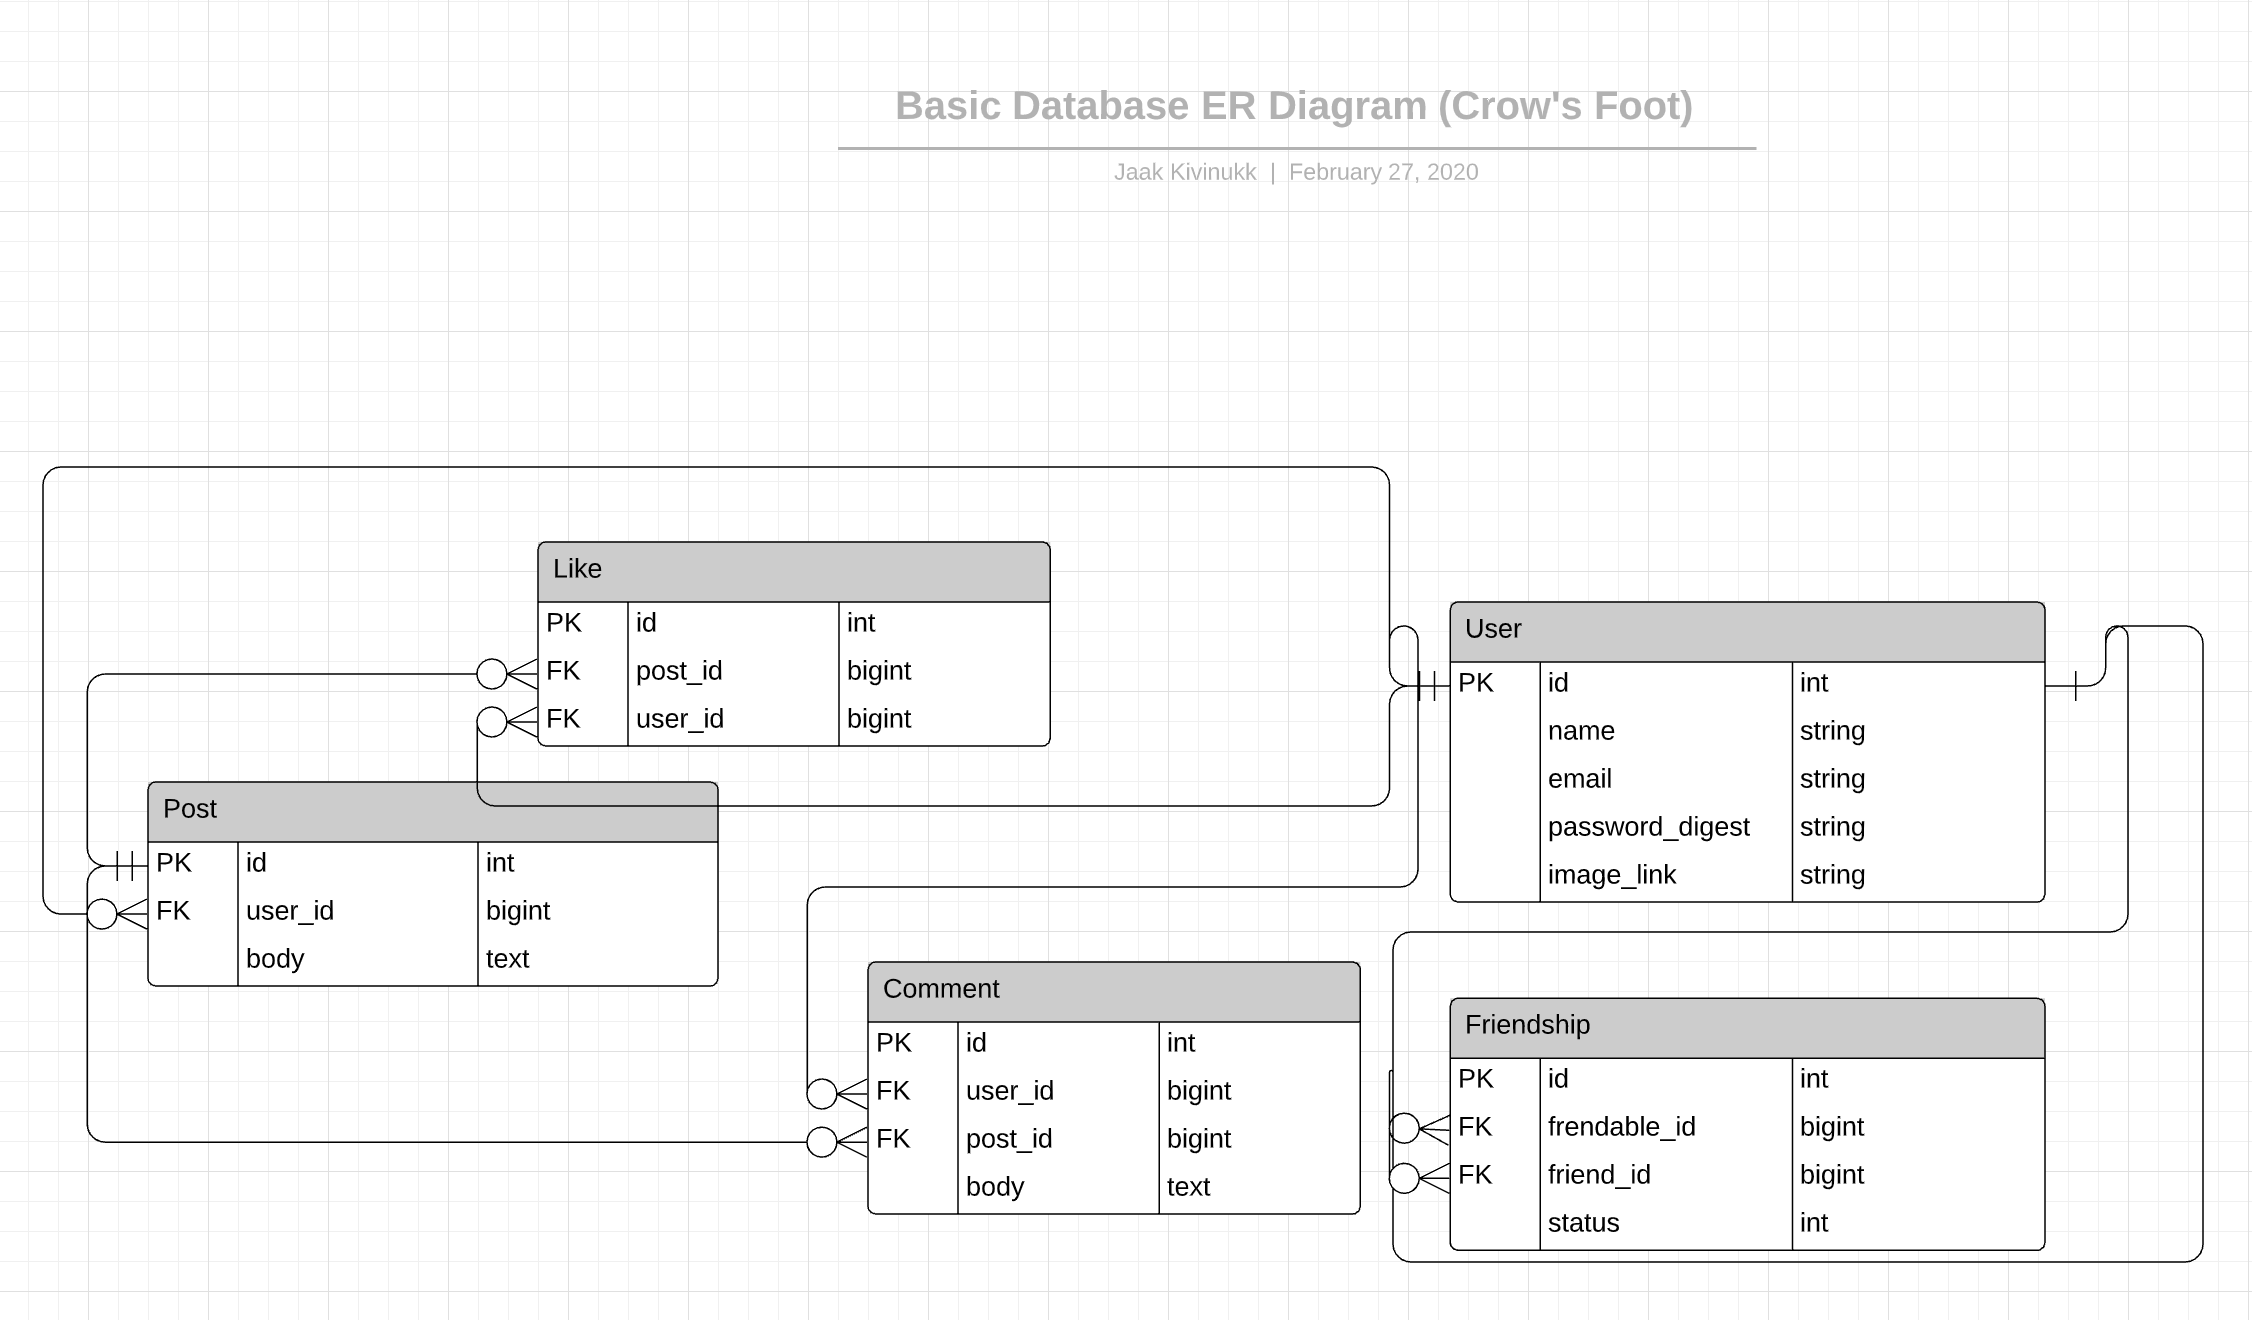 Basic Database ER Diagram (Crow's Foot)
Jaak Kivinukk | February 27, 2020
Like
PK id int
FK post_id bigint
FK user_id bigint
User
PK id int
name string
email string
password_digest string
image_link string
Post
PK id int
FK user_id bigint
body text
Comment
PK id int
FK user_id bigint
FK post_id bigint
body text
Friendship
PK id int
FK frendable_id bigint
FK friend_id bigint
status int